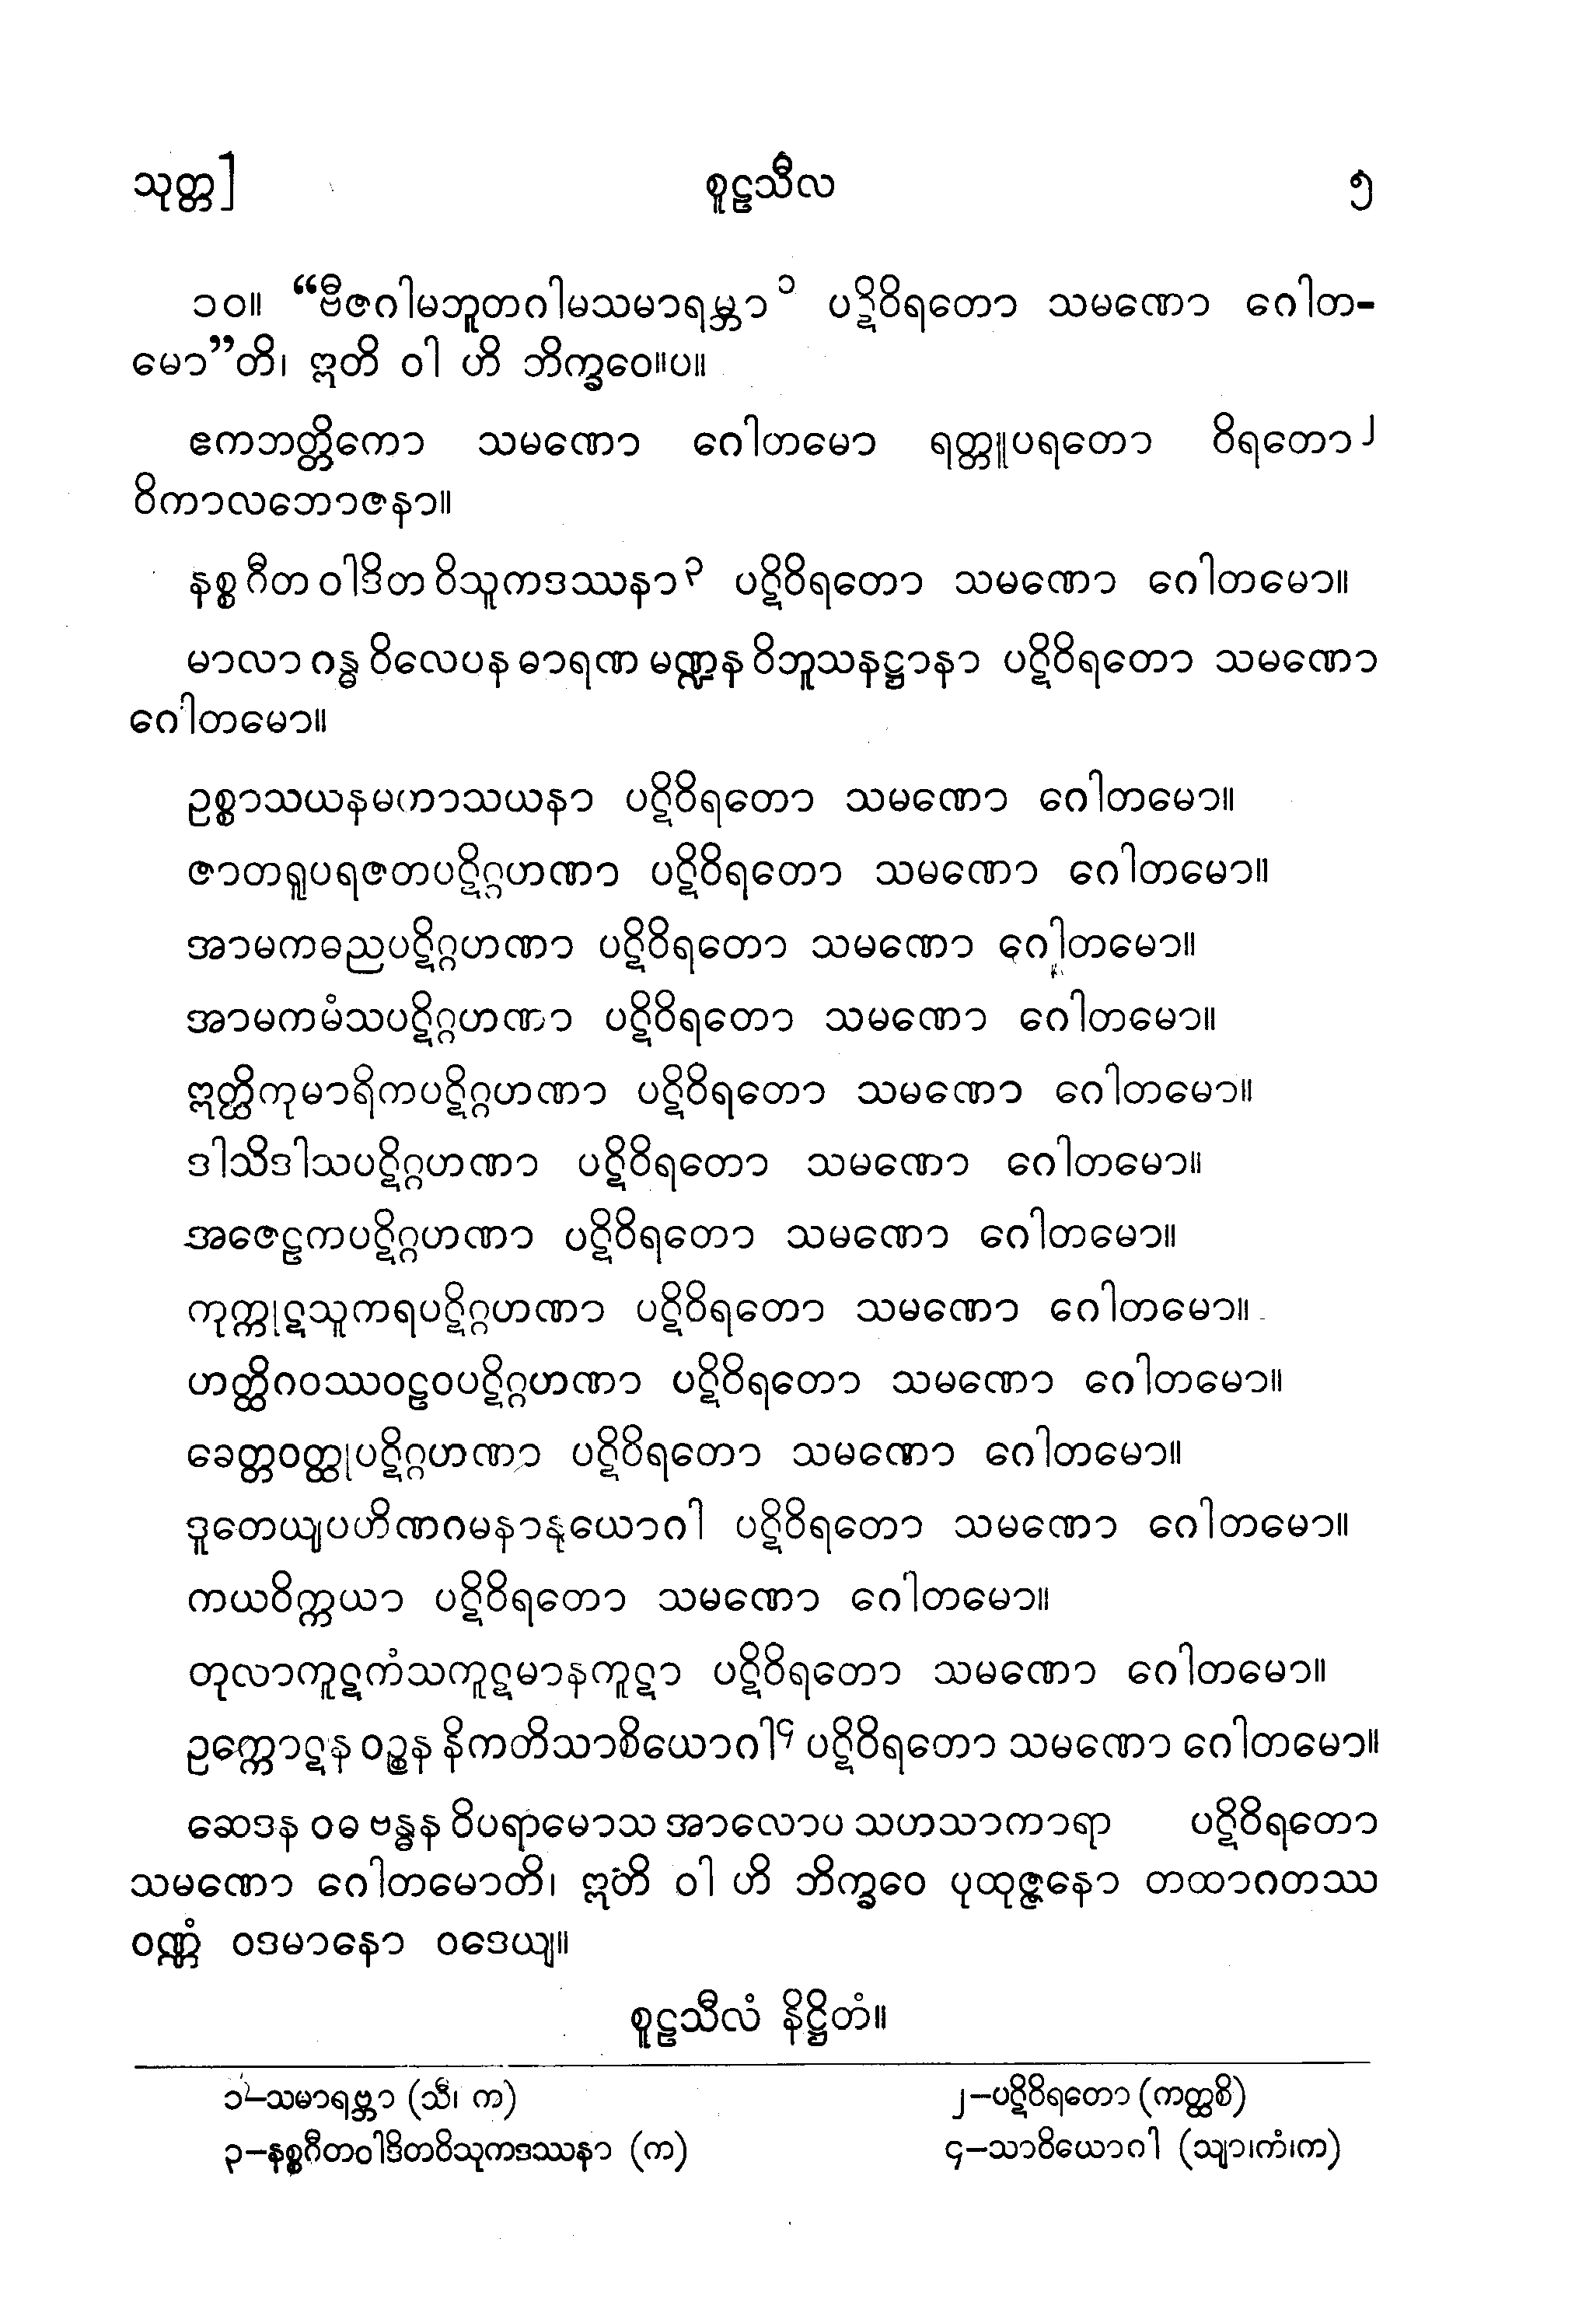 သုတ္တ] စူဠသီလ ၅
၁၀။ “ဗီဇဂါမဘူတဂါမသမာရမ္ဘာ၁ ပဋိဝိရတော သမဏော ဂေါတ-
မော”တိ၊ ဣတိ ဝါ ဟိ ဘိက္ခဝေ။ပ။
ဧကဘတ္တိကော သမဏော ဂေါတမော ရတ္တူပရတော ဝိရတော၂
ဝိကာလဘောဇနာ။
နစ္စ ဂီတ ဝါဒိတ ဝိသူကဒဿနာ၃ ပဋိဝိရတော သမဏော ဂေါတမော။
မာလာ ဂန္ဓ ဝိလေပန ဓာရဏ မဏ္ဍန ဝိဘူသနဋ္ဌာနာ ပဋိဝိရတော သမဏော
ဂေါတမော။
ဥစ္စာသယနမဟာသယနာ ပဋိဝိရတော သမဏော ဂေါတမော။
ဇာတရူပရဇတပဋိဂ္ဂဟဏာ ပဋိဝိရတော သမဏော ဂေါတမော။
အာမကဓညပဋိဂ္ဂဟဏာ ပဋိဝိရတော သမဏော ဂေါတမော။
အာမကမံသပဋိဂ္ဂဟဏာ ပဋိဝိရတော သမဏော ဂေါတမော။
ဣတ္ထိကုမာရိကပဋိဂ္ဂဟဏာ ပဋိဝိရတော သမဏော ဂေါတမော။
ဒါသိဒါသပဋိဂ္ဂဟဏာ ပဋိဝိရတော သမဏော ဂေါတမော။
အဇေဠကပဋိဂ္ဂဟဏာ ပဋိဝိရတော သမဏော ဂေါတမော။
ကုက္ကုဋသူကရပဋိဂ္ဂဟဏာ ပဋိဝိရတော သမဏော ဂေါတမော။
ဟတ္ထိဂဝဿဝဠဝပဋိဂ္ဂဟဏာ ပဋိဝိရတော သမဏော ဂေါတမော။
ခေတ္တဝတ္ထုပဋိဂ္ဂဟဏာ ပဋိဝိရတော သမဏော ဂေါတမော။
ဒူတေယျပဟိဏဂမနာနုယောဂါ ပဋိဝိရတော သမဏော ဂေါတမော။
ကယဝိက္ကယာ ပဋိဝိရတော သမဏော ဂေါတမော။
တုလာကူဋကံသကူဋမာနကူဋာ ပဋိဝိရတော သမဏော ဂေါတမော။
ဥက္ကောဋန ဝဉ္စန နိကတိသာစိယောဂါ၄ ပဋိဝိရတော သမဏော ဂေါတမော။
ဆေဒန ဝဓ ဗန္ဓန ဝိပရာမောသ အာလောပ သဟသာကာရာ ပဋိဝိရတော
သမဏော ဂေါတမောတိ၊ ဣတိ ဝါ ဟိ ဘိက္ခဝေ ပုထုဇ္ဇနော တထာဂတဿ
ဝဏ္ဏံ ဝဒမာနော ဝဒေယျ။
စူဠသီလံ နိဋ္ဌိတံ။
၁–သမာရဗ္ဘာ (သီ၊ က) ၂–ပဋိဝိရတော (ကတ္ထစိ)
၃–နစ္စဂီတဝါဒိတဝိသုကဒဿနာ (က) ၄–သာဝိယောဂါ (သျာ၊ကံ၊က)